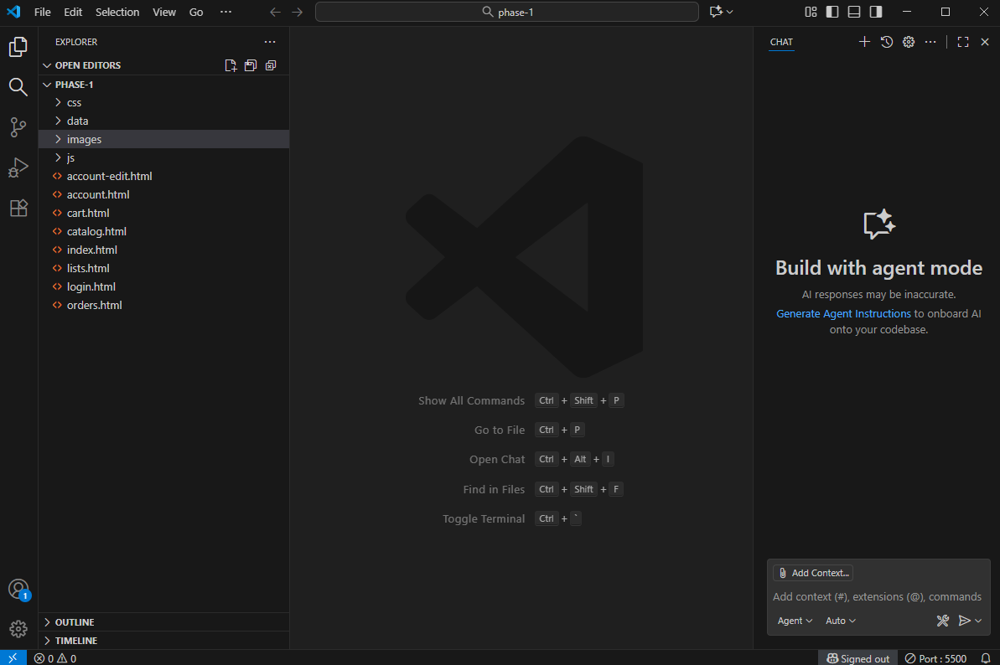 File Edit Selection View Go ··· phase-1
EXPLORER
OPEN EDITORS
PHASE-1
css
data
images
js
account-edit.html
account.html
cart.html
catalog.html
index.html
lists.html
login.html
orders.html
OUTLINE
TIMELINE
1
Show All Commands Ctrl + Shift + P
Go to File Ctrl + P
Open Chat Ctrl + Alt + I
Find in Files Ctrl + Shift + F
Toggle Terminal Ctrl + `
CHAT
Build with agent mode
AI responses may be inaccurate.
Generate Agent Instructions to onboard AI
onto your codebase.
Add Context...
Add context (#), extensions (@), commands
Agent Auto
0 0 Signed out Port : 5500